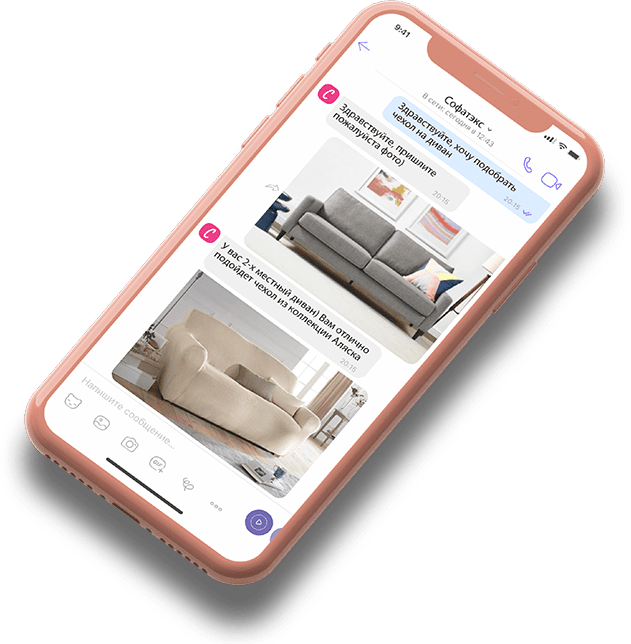 9:41
Софатэкс
В сети: сегодня в 12:43
Здравствуйте, хочу подобрать
чехол на диван
20:15
Здравствуйте, пришлите
пожалуйста фото)
20:15
У вас 2-х местный диван) Вам отлично
подойдет чехол из коллекции Аляска
20:15
Напишите сообщение...
GIF